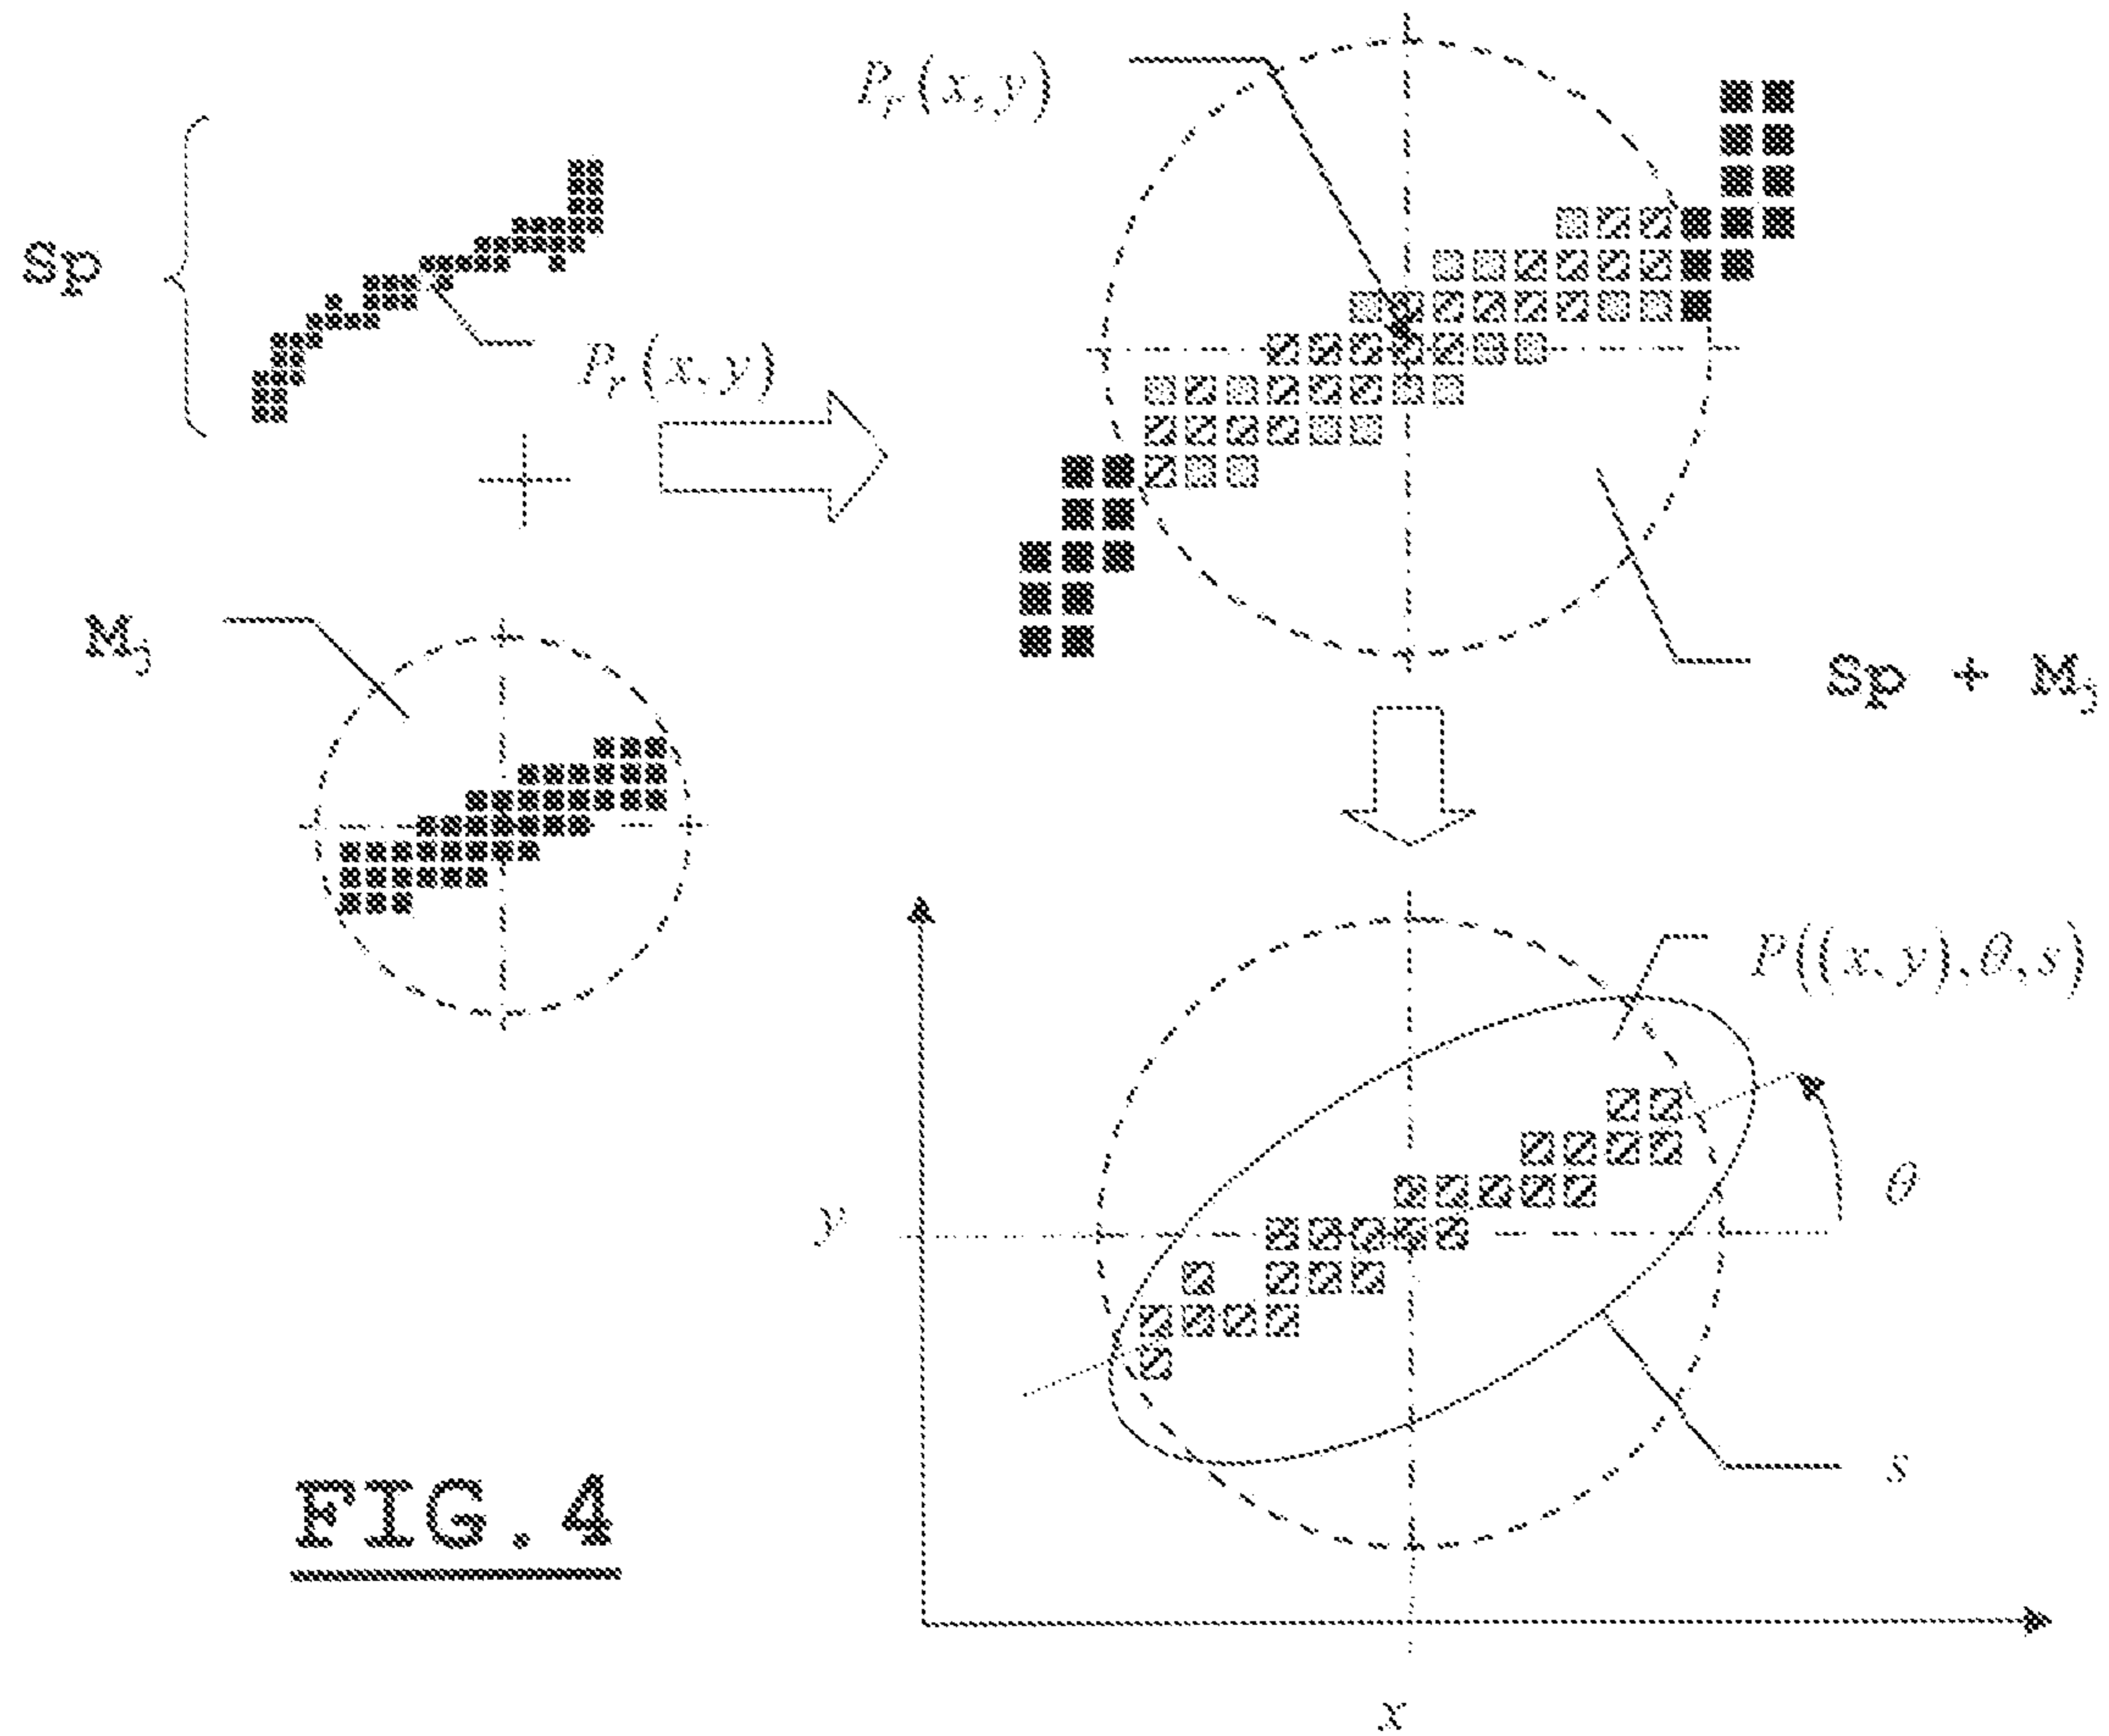 P_r(x,y)
Sp
P_r(x,y)
M_j
Sp + M_j
P((x,y),θ,s)
θ
y
s
FIG.4
x